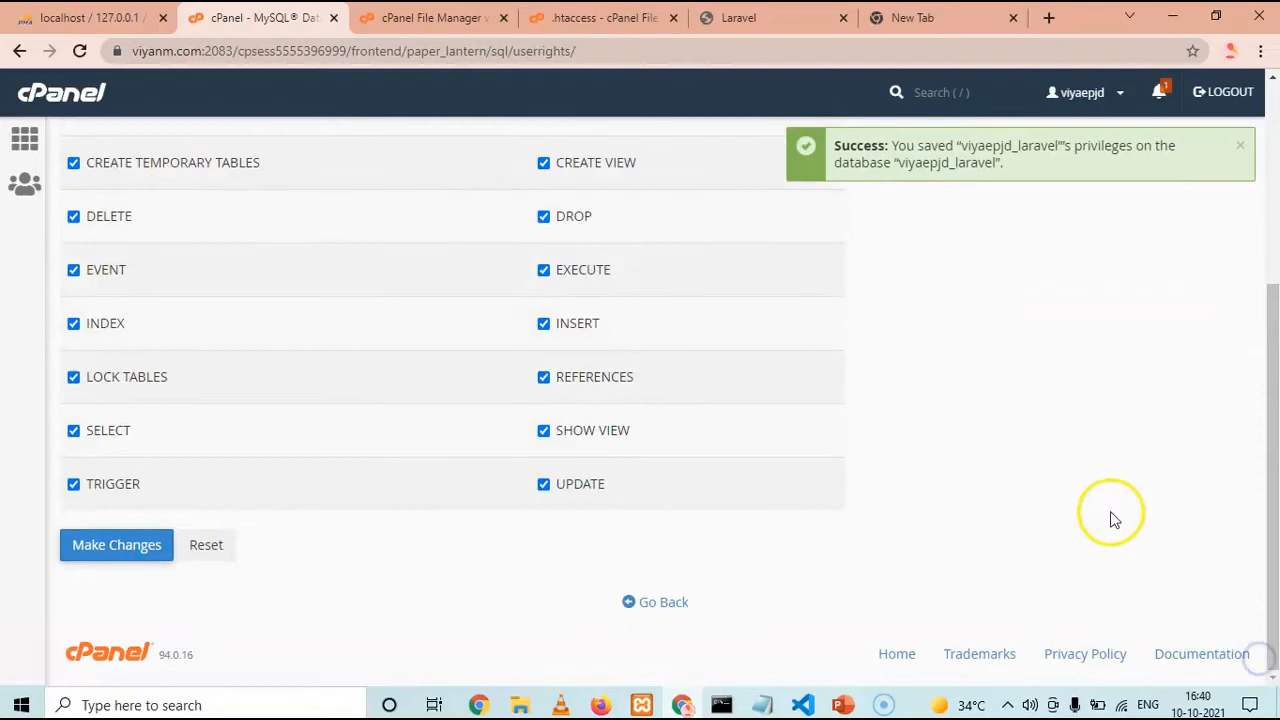 localhost / 127.0.0.1 /
cPanel - MySQL® Dat
cPanel File Manager v
.htaccess - cPanel File
Laravel
New Tab
viyanm.com:2083/cpsess5555396999/frontend/paper_lantern/sql/userrights/
cPanel
Search ( / )
viyaepjd
1
LOGOUT
Success: You saved “viyaepjd_laravel”’s privileges on the
database “viyaepjd_laravel”.
CREATE TEMPORARY TABLES
CREATE VIEW
DELETE
DROP
EVENT
EXECUTE
INDEX
INSERT
LOCK TABLES
REFERENCES
SELECT
SHOW VIEW
TRIGGER
UPDATE
Make Changes
Reset
Go Back
cPanel 94.0.16
Home
Trademarks
Privacy Policy
Documentation
Type here to search
34°C
ENG
16:40
10-10-2021